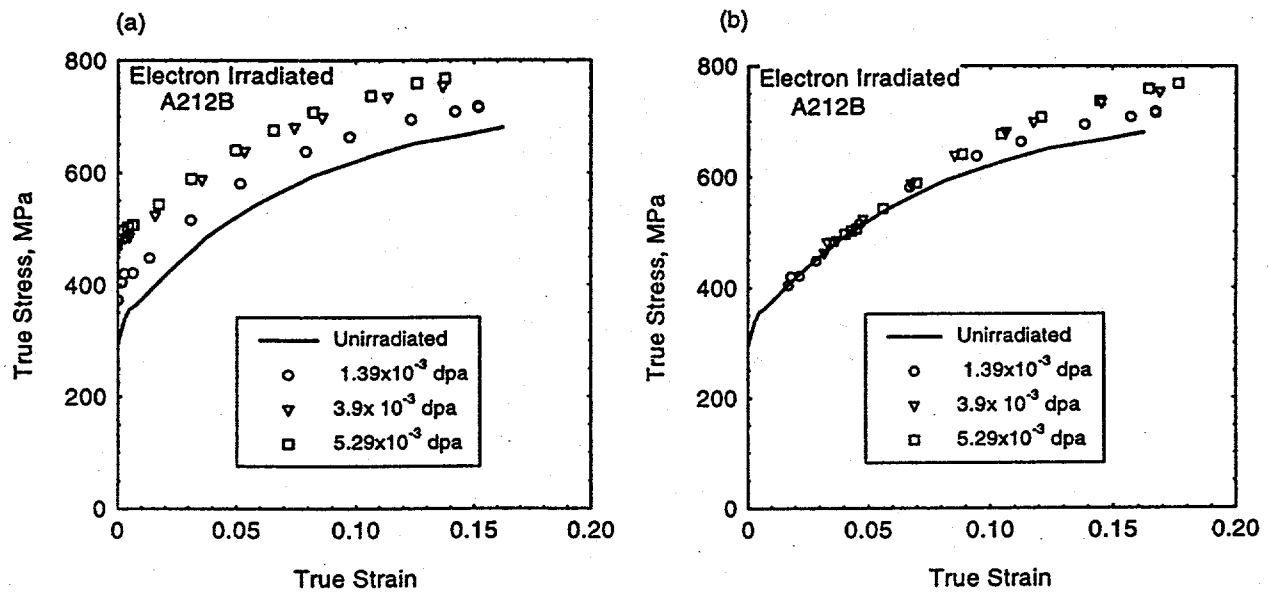 (a)
Electron Irradiated
A212B
800
600
400
200
0
True Stress, MPa
Unirradiated
1.39x10⁻³ dpa
3.9x 10⁻³ dpa
5.29x10⁻³ dpa
0 0.05 0.10 0.15 0.20
True Strain
(b)
Electron Irradiated
A212B
800
600
400
200
0
True Stress, MPa
Unirradiated
1.39x10⁻³ dpa
3.9x 10⁻³ dpa
5.29x10⁻³ dpa
0 0.05 0.10 0.15 0.20
True Strain